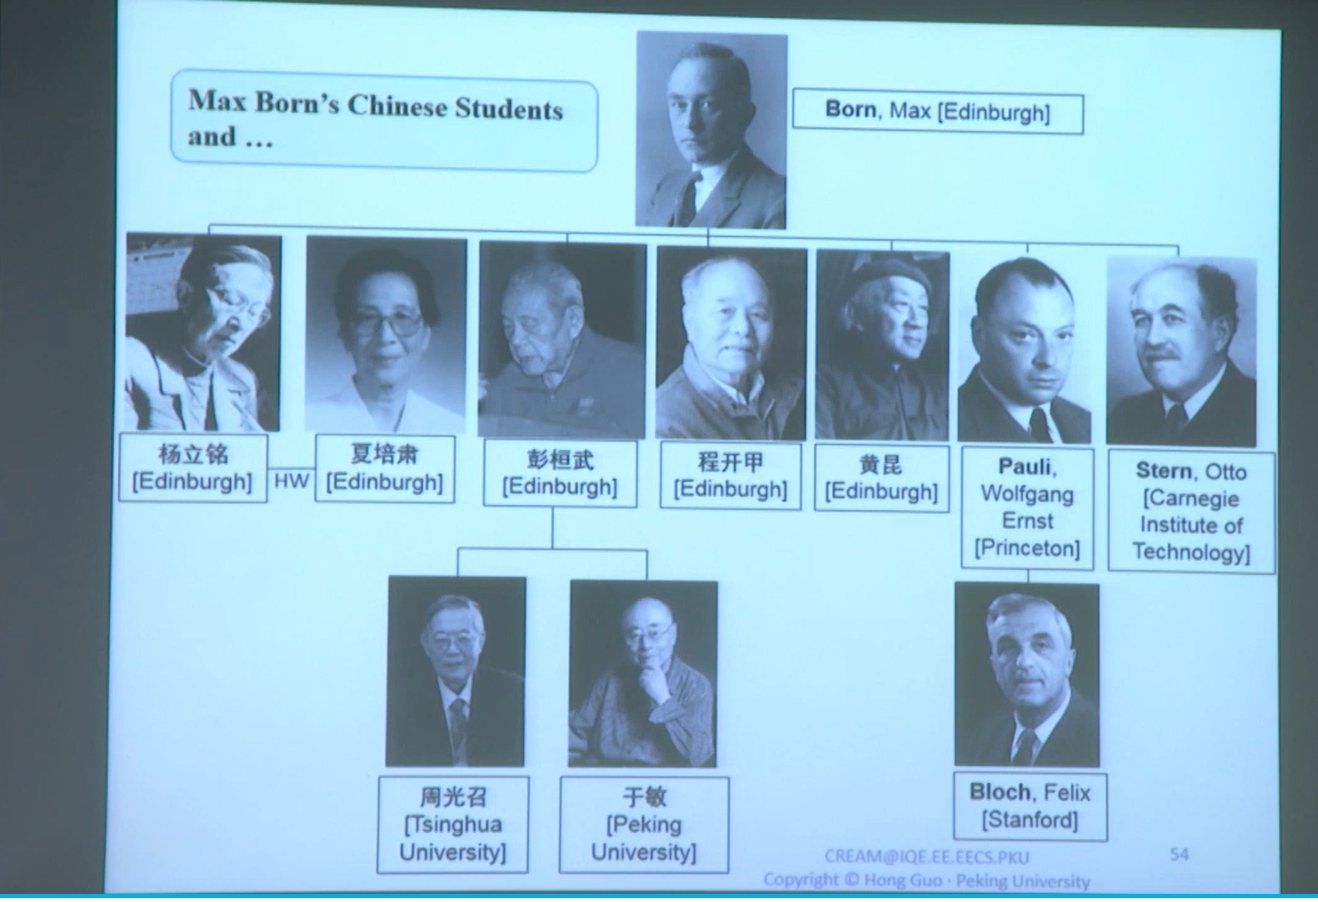 Max Born's Chinese Students
and ...
Born, Max [Edinburgh]
杨立铭
[Edinburgh]
HW
夏培肃
[Edinburgh]
彭桓武
[Edinburgh]
程开甲
[Edinburgh]
黄昆
[Edinburgh]
Pauli,
Wolfgang
Ernst
[Princeton]
Stern, Otto
[Carnegie
Institute of
Technology]
周光召
[Tsinghua
University]
于敏
[Peking
University]
Bloch, Felix
[Stanford]
CREAM@IQE.EE.EECS.PKU
54
Copyright © Hong Guo · Peking University